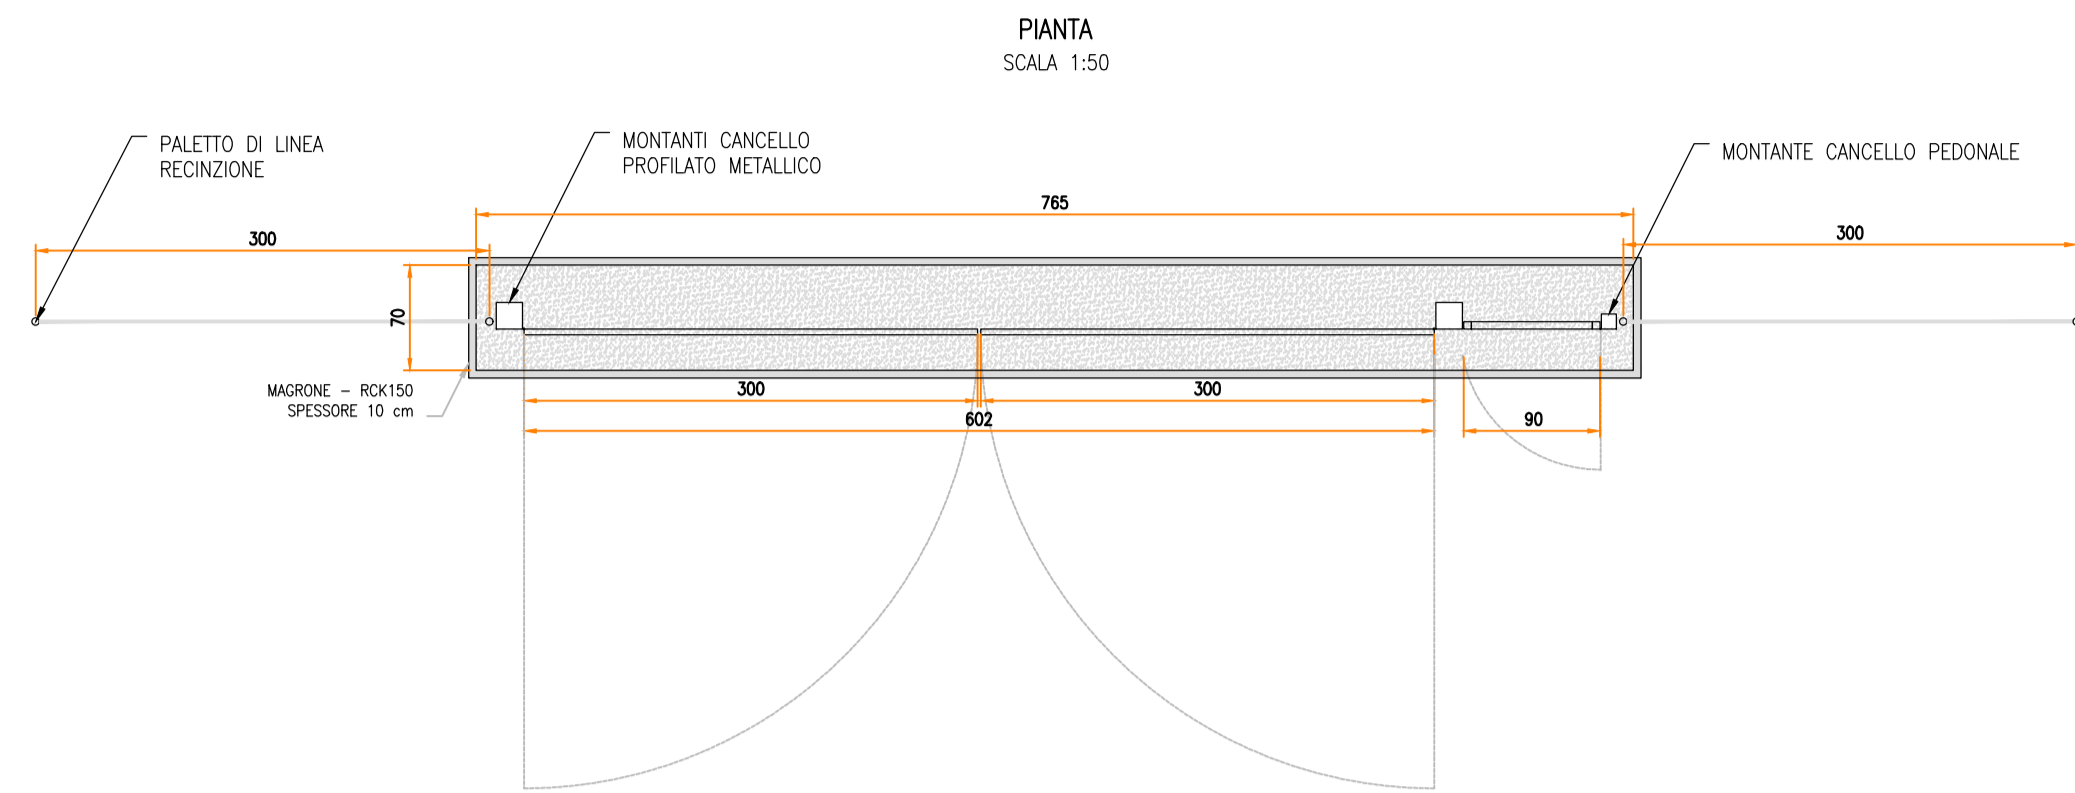 PIANTA
SCALA 1:50
PALETTO DI LINEA
RECINZIONE
MONTANTI CANCELLO
PROFILATO METALLICO
MONTANTE CANCELLO PEDONALE
765
300
300
70
MAGRONE – RCK150
SPESSORE 10 cm
300
300
602
90